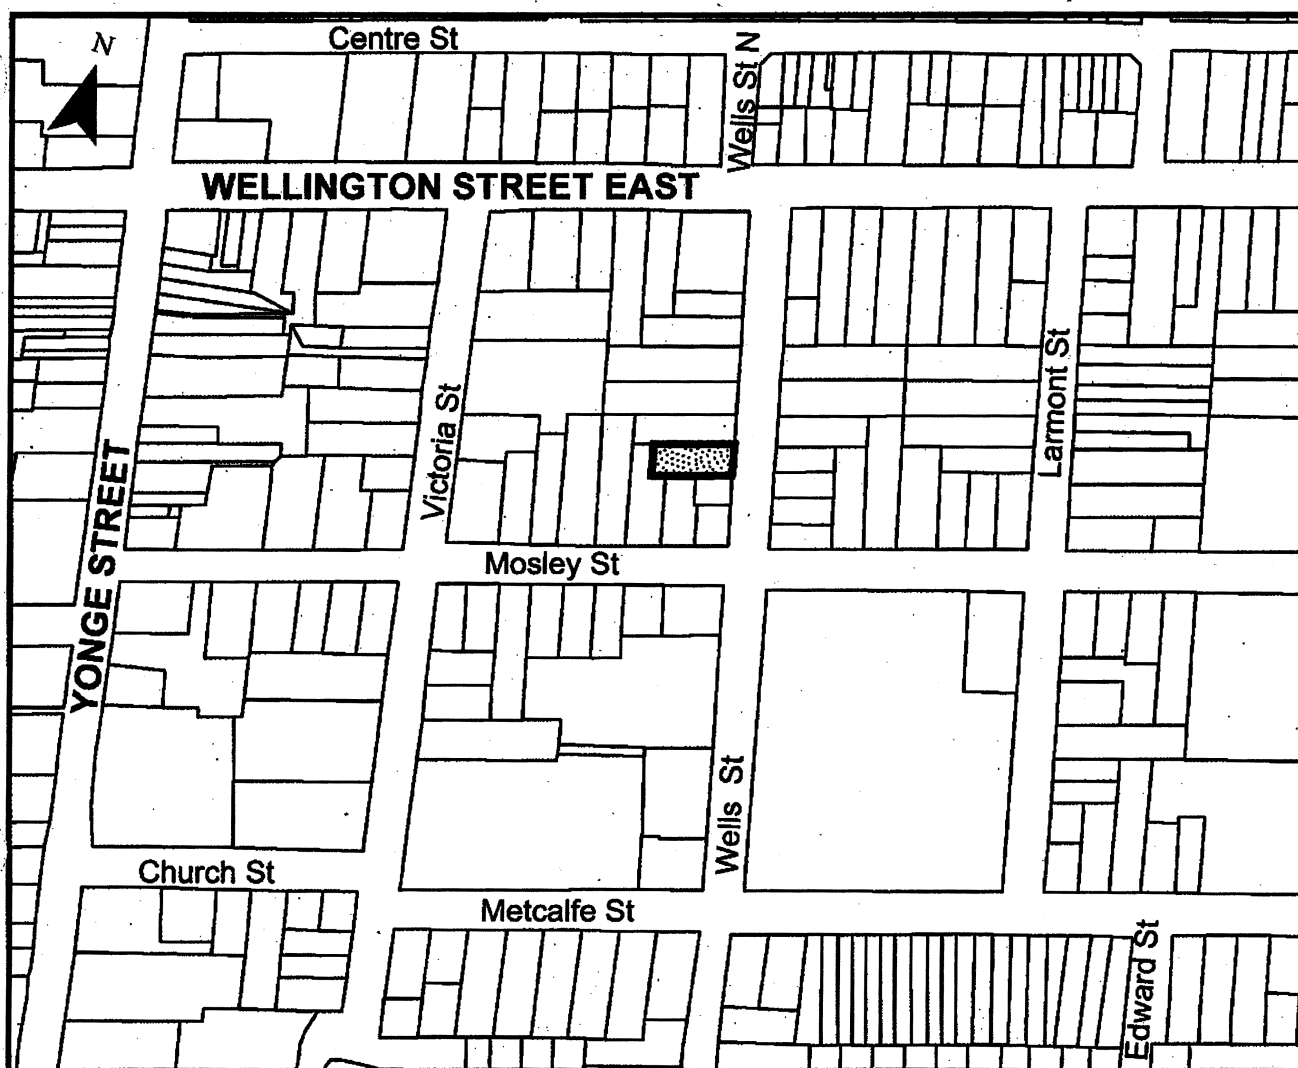 N
Centre St
Wells St N
WELLINGTON STREET EAST
Victoria St
Larmont St
YONGE STREET
Mosley St
Wells St
Church St
Metcalfe St
Edward St